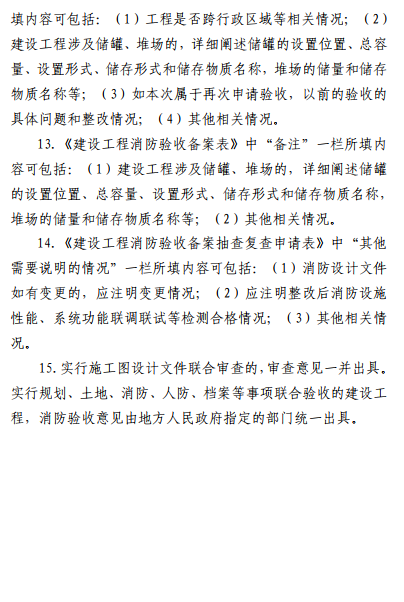 填内容可包括：（1）工程是否跨行政区域等相关情况；（2）
建设工程涉及储罐、堆场的，详细阐述储罐的设置位置、总容
量、设置形式、储存形式和储存物质名称，堆场的储量和储存
物质名称等；（3）如本次属于再次申请验收，以前的验收的
具体问题和整改情况；（4）其他相关情况。
13.《建设工程消防验收备案表》中“备注”一栏所填内
容可包括：（1）建设工程涉及储罐、堆场的，详细阐述储罐
的设置位置、总容量、设置形式、储存形式和储存物质名称，
堆场的储量和储存物质名称等；（2）其他相关情况。
14.《建设工程消防验收备案抽查复查申请表》中“其他
需要说明的情况”一栏所填内容可包括：（1）消防设计文件
如有变更的，应注明变更情况；（2）应注明整改后消防设施
性能、系统功能联调联试等检测合格情况；（3）其他相关情
况。
15.实行施工图设计文件联合审查的，审查意见一并出具。
实行规划、土地、消防、人防、档案等事项联合验收的建设工
程，消防验收意见由地方人民政府指定的部门统一出具。